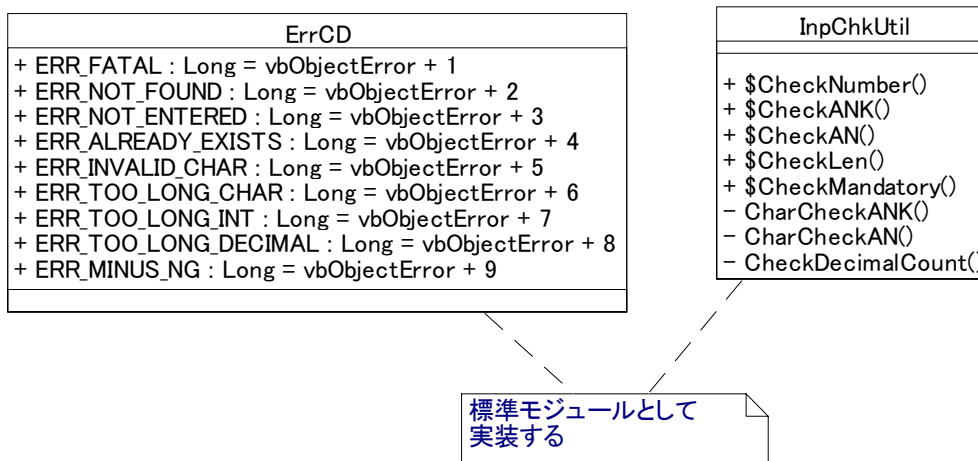 ErrCD
+ ERR_FATAL : Long = vbObjectError + 1
+ ERR_NOT_FOUND : Long = vbObjectError + 2
+ ERR_NOT_ENTERED : Long = vbObjectError + 3
+ ERR_ALREADY_EXISTS : Long = vbObjectError + 4
+ ERR_INVALID_CHAR : Long = vbObjectError + 5
+ ERR_TOO_LONG_CHAR : Long = vbObjectError + 6
+ ERR_TOO_LONG_INT : Long = vbObjectError + 7
+ ERR_TOO_LONG_DECIMAL : Long = vbObjectError + 8
+ ERR_MINUS_NG : Long = vbObjectError + 9
InpChkUtil
+ $CheckNumber()
+ $CheckANK()
+ $CheckAN()
+ $CheckLen()
+ $CheckMandatory()
- CharCheckANK()
- CharCheckAN()
- CheckDecimalCount()
標準モジュールとして
実装する